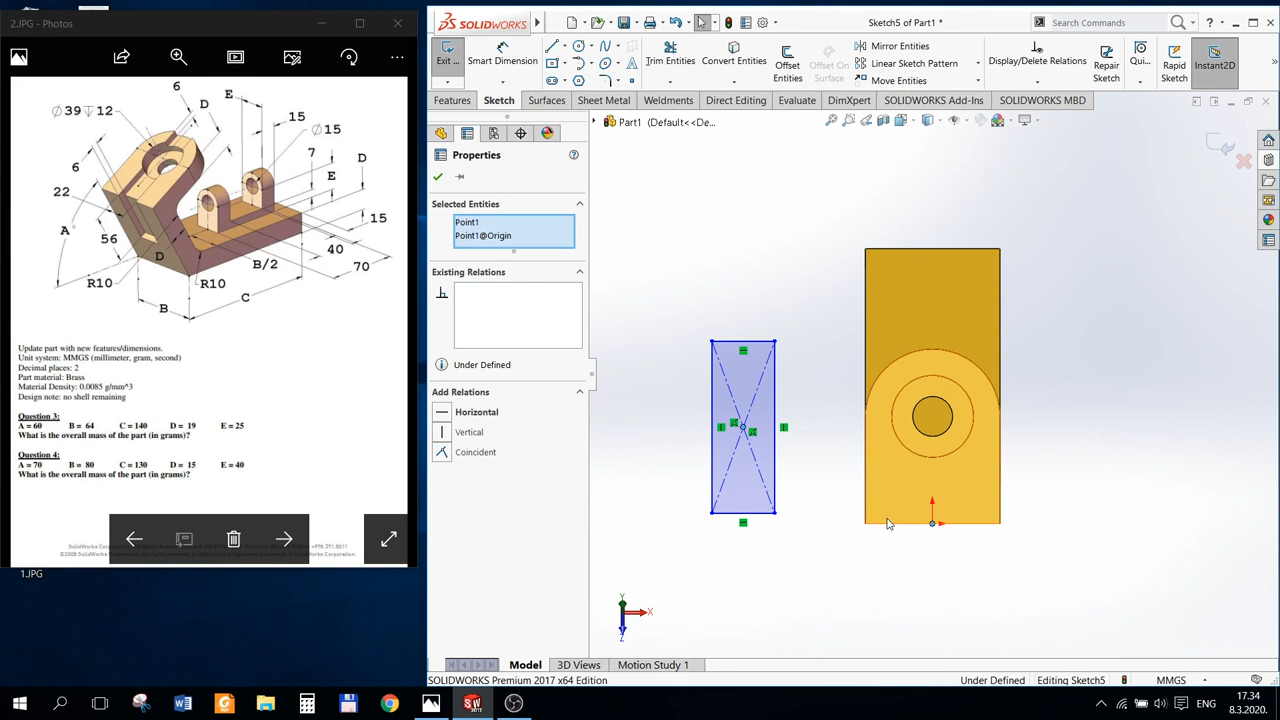 2.JPG - Photos
Ø39 ↧ 12
6
D
E
15
Ø15
7
D
E
6
22
A°
56
D
15
40
70
B/2
R10
R10
B
C
Update part with new features/dimensions.
Unit system: MMGS (millimeter, gram, second)
Decimal places: 2
Part material: Brass
Material Density: 0.0085 g/mm^3
Design note: no shell remaining
Question 3:
A = 60 B = 64 C = 140 D = 19 E = 25
What is the overall mass of the part (in grams)?
Question 4:
A = 70 B = 80 C = 130 D = 15 E = 40
What is the overall mass of the part (in grams)?
1.JPG
SOLIDWORKS
Sketch5 of Part1 *
Search Commands
Exit ...
Smart Dimension
Trim Entities
Convert Entities
Offset Entities
Offset On Surface
Mirror Entities
Linear Sketch Pattern
Move Entities
Display/Delete Relations
Repair Sketch
Qui...
Rapid Sketch
Instant2D
Features
Sketch
Surfaces
Sheet Metal
Weldments
Direct Editing
Evaluate
DimXpert
SOLIDWORKS Add-Ins
SOLIDWORKS MBD
Part1 (Default<<De...
Properties
Selected Entities
Point1
Point1@Origin
Existing Relations
Under Defined
Add Relations
Horizontal
Vertical
Coincident
Y
X
Z
Model
3D Views
Motion Study 1
SOLIDWORKS Premium 2017 x64 Edition
Under Defined
Editing Sketch5
MMGS
ENG
17.34
8.3.2020.